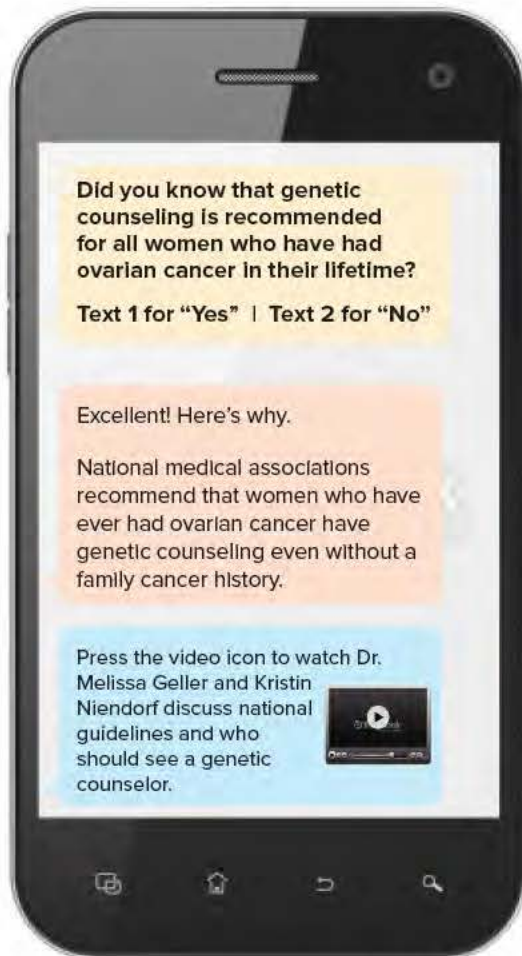 Did you know that genetic
counseling is recommended
for all women who have had
ovarian cancer in their lifetime?
Text 1 for “Yes” | Text 2 for “No”
Excellent! Here’s why.
National medical associations
recommend that women who have
ever had ovarian cancer have
genetic counseling even without a
family cancer history.
Press the video icon to watch Dr.
Melissa Geller and Kristin
Niendorf discuss national
guidelines and who
should see a genetic
counselor.